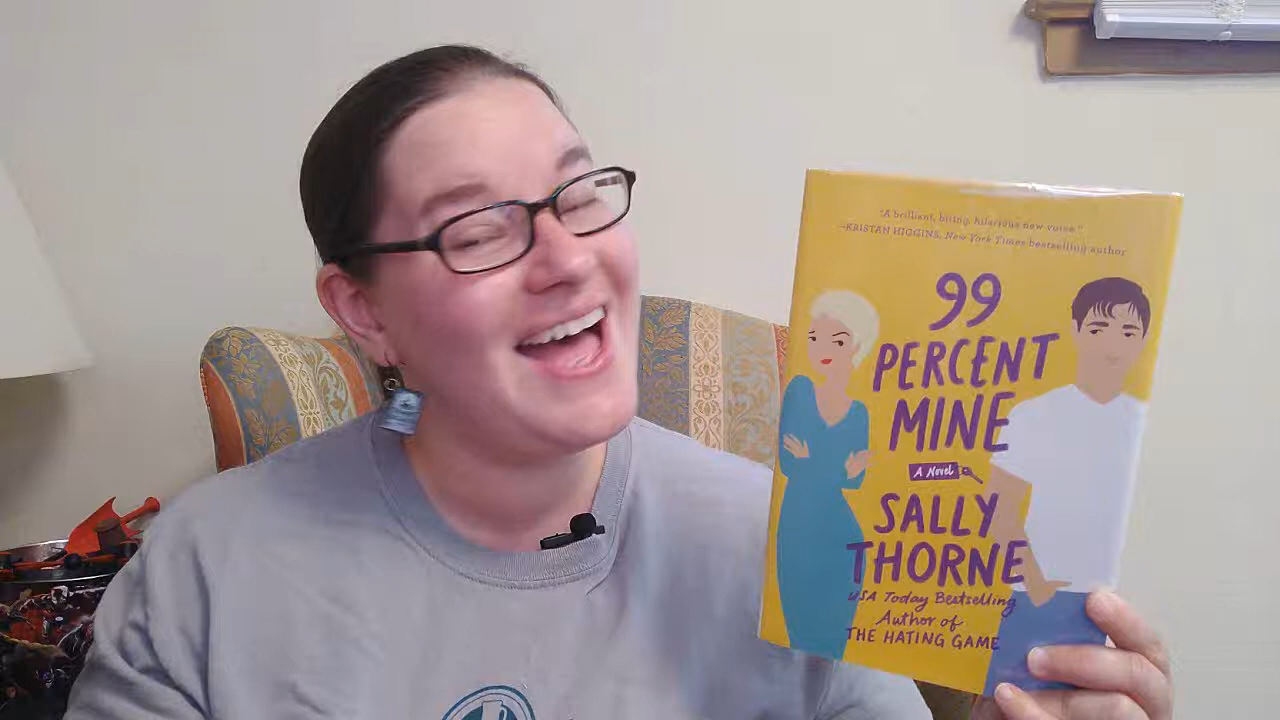 "A brilliant, biting, hilarious new voice."
—KRISTAN HIGGINS, New York Times bestselling author
99
PERCENT
MINE
A Novel
SALLY
THORNE
USA Today Bestselling
Author of
THE HATING GAME